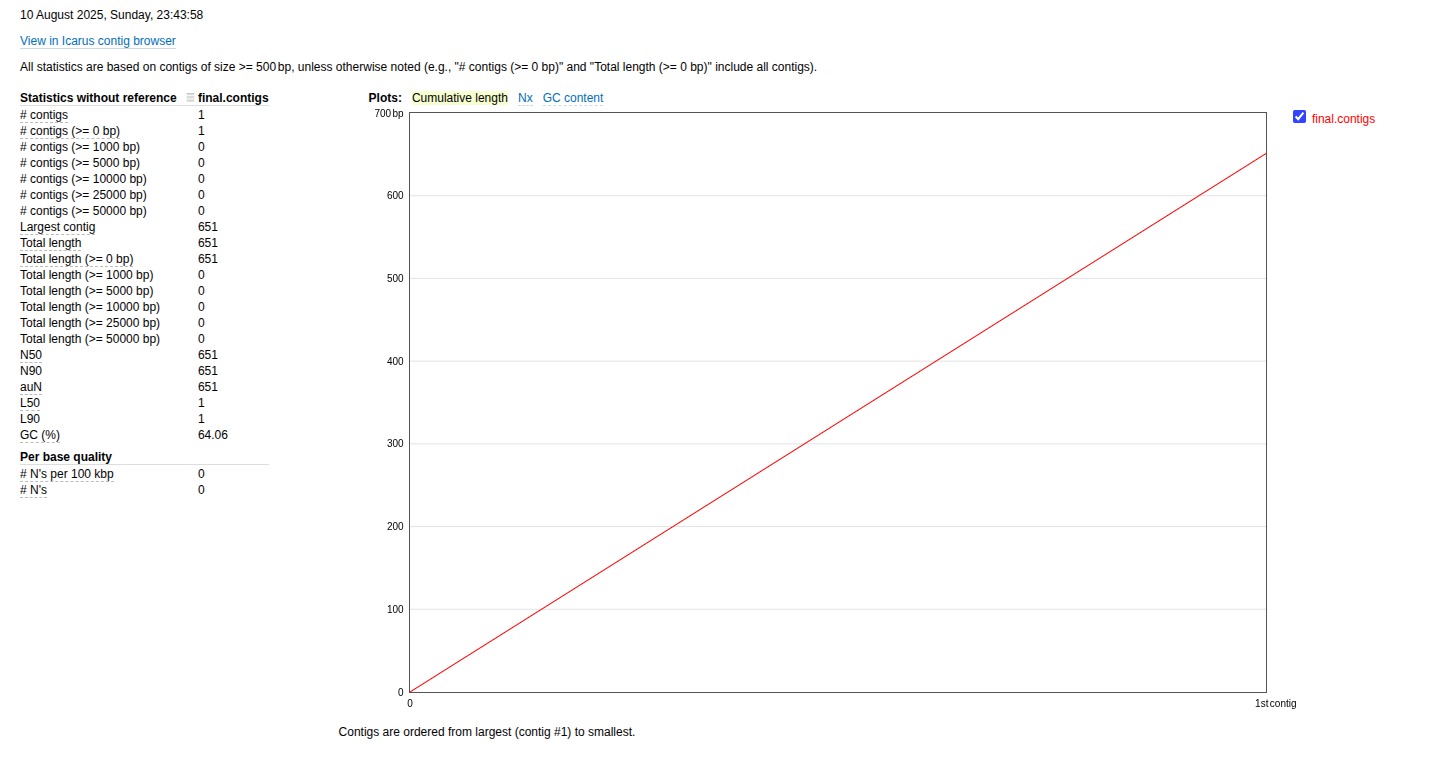 10 August 2025, Sunday, 23:43:58
View in Icarus contig browser
All statistics are based on contigs of size >= 500 bp, unless otherwise noted (e.g., "# contigs (>= 0 bp)" and "Total length (>= 0 bp)" include all contigs).
Statistics without reference final.contigs
# contigs 1
# contigs (>= 0 bp) 1
# contigs (>= 1000 bp) 0
# contigs (>= 5000 bp) 0
# contigs (>= 10000 bp) 0
# contigs (>= 25000 bp) 0
# contigs (>= 50000 bp) 0
Largest contig 651
Total length 651
Total length (>= 0 bp) 651
Total length (>= 1000 bp) 0
Total length (>= 5000 bp) 0
Total length (>= 10000 bp) 0
Total length (>= 25000 bp) 0
Total length (>= 50000 bp) 0
N50 651
N90 651
auN 651
L50 1
L90 1
GC (%) 64.06
Per base quality
# N's per 100 kbp 0
# N's 0
Plots: Cumulative length Nx GC content
700 bp
600
500
400
300
200
100
0
0 1st contig
final.contigs
Contigs are ordered from largest (contig #1) to smallest.